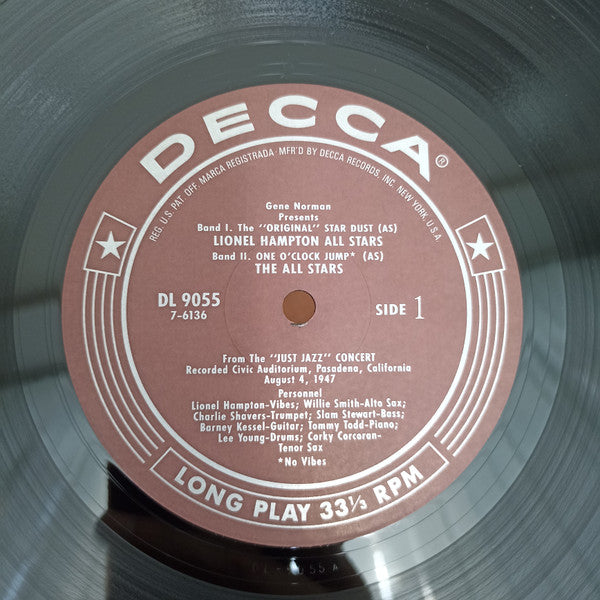 DECCA®
REG. U.S. PAT. OFF. MARCA REGISTRADA · MFR'D BY DECCA RECORDS, INC. NEW YORK, U.S.A.
Gene Norman
Presents
Band I. The "ORIGINAL" STAR DUST (AS)
LIONEL HAMPTON ALL STARS
Band II. ONE O'CLOCK JUMP* (AS)
THE ALL STARS
DL 9055
7-6136
SIDE 1
From The "JUST JAZZ" CONCERT
Recorded Civic Auditorium, Pasadena, California
August 4, 1947
Personnel
Lionel Hampton-Vibes; Willie Smith-Alto Sax;
Charlie Shavers-Trumpet; Slam Stewart-Bass;
Barney Kessel-Guitar; Tommy Todd-Piano;
Lee Young-Drums; Corky Corcoran-
Tenor Sax
*No Vibes
LONG PLAY 33⅓ RPM